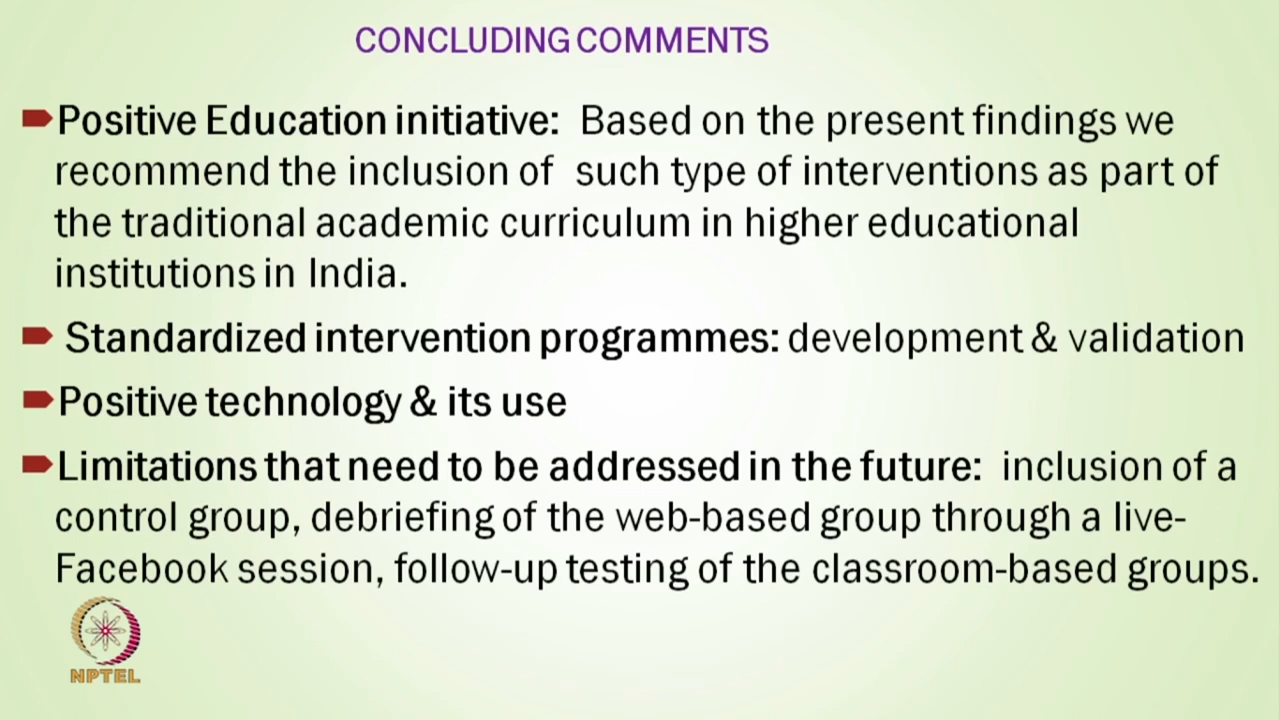 CONCLUDING COMMENTS
Positive Education initiative: Based on the present findings we
recommend the inclusion of such type of interventions as part of
the traditional academic curriculum in higher educational
institutions in India.
Standardized intervention programmes: development & validation
Positive technology & its use
Limitations that need to be addressed in the future: inclusion of a
control group, debriefing of the web-based group through a live-
Facebook session, follow-up testing of the classroom-based groups.
NPTEL